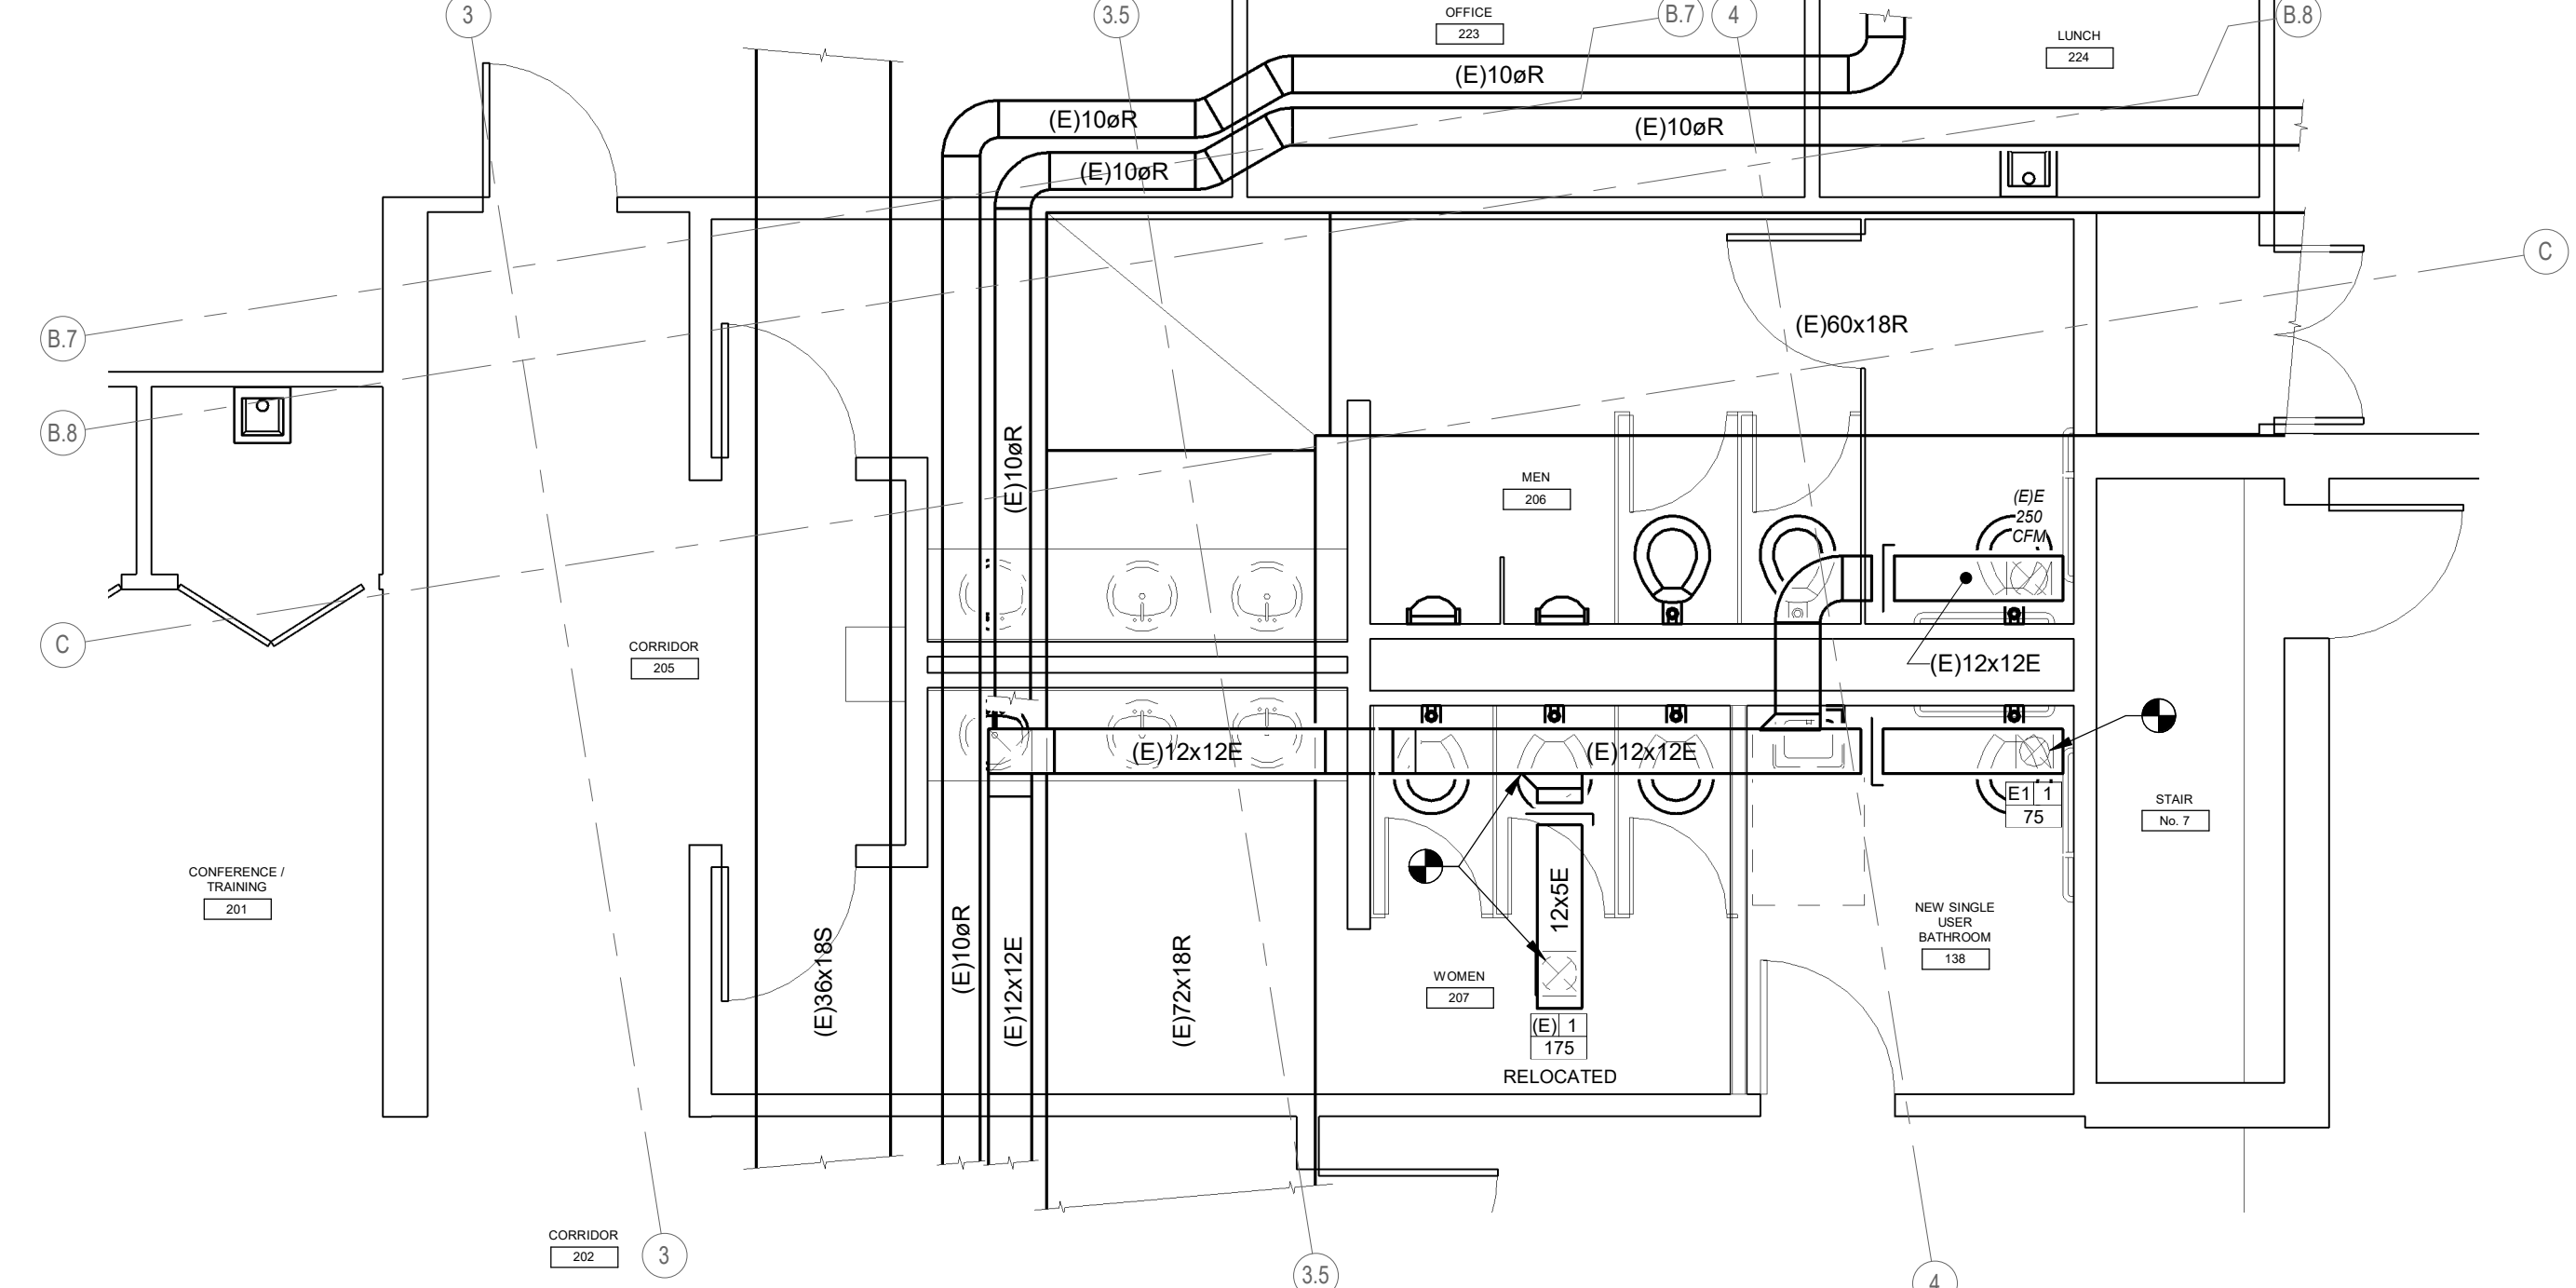 3
3.5
OFFICE
223
B.7
4
B.8
LUNCH
224
(E)10øR
(E)10øR
(E)10øR
(E)10øR
C
B.7
(E)60x18R
B.8
(E)10øR
MEN
206
(E)E
250
CFM
C
CORRIDOR
205
(E)12x12E
(E)12x12E
(E)12x12E
E1 1
75
STAIR
No. 7
CONFERENCE /
TRAINING
201
12x5E
(E)36x18S
(E)10øR
(E)12x12E
(E)72x18R
NEW SINGLE
USER
BATHROOM
138
WOMEN
207
(E) 1
175
RELOCATED
CORRIDOR
202
3
3.5
4